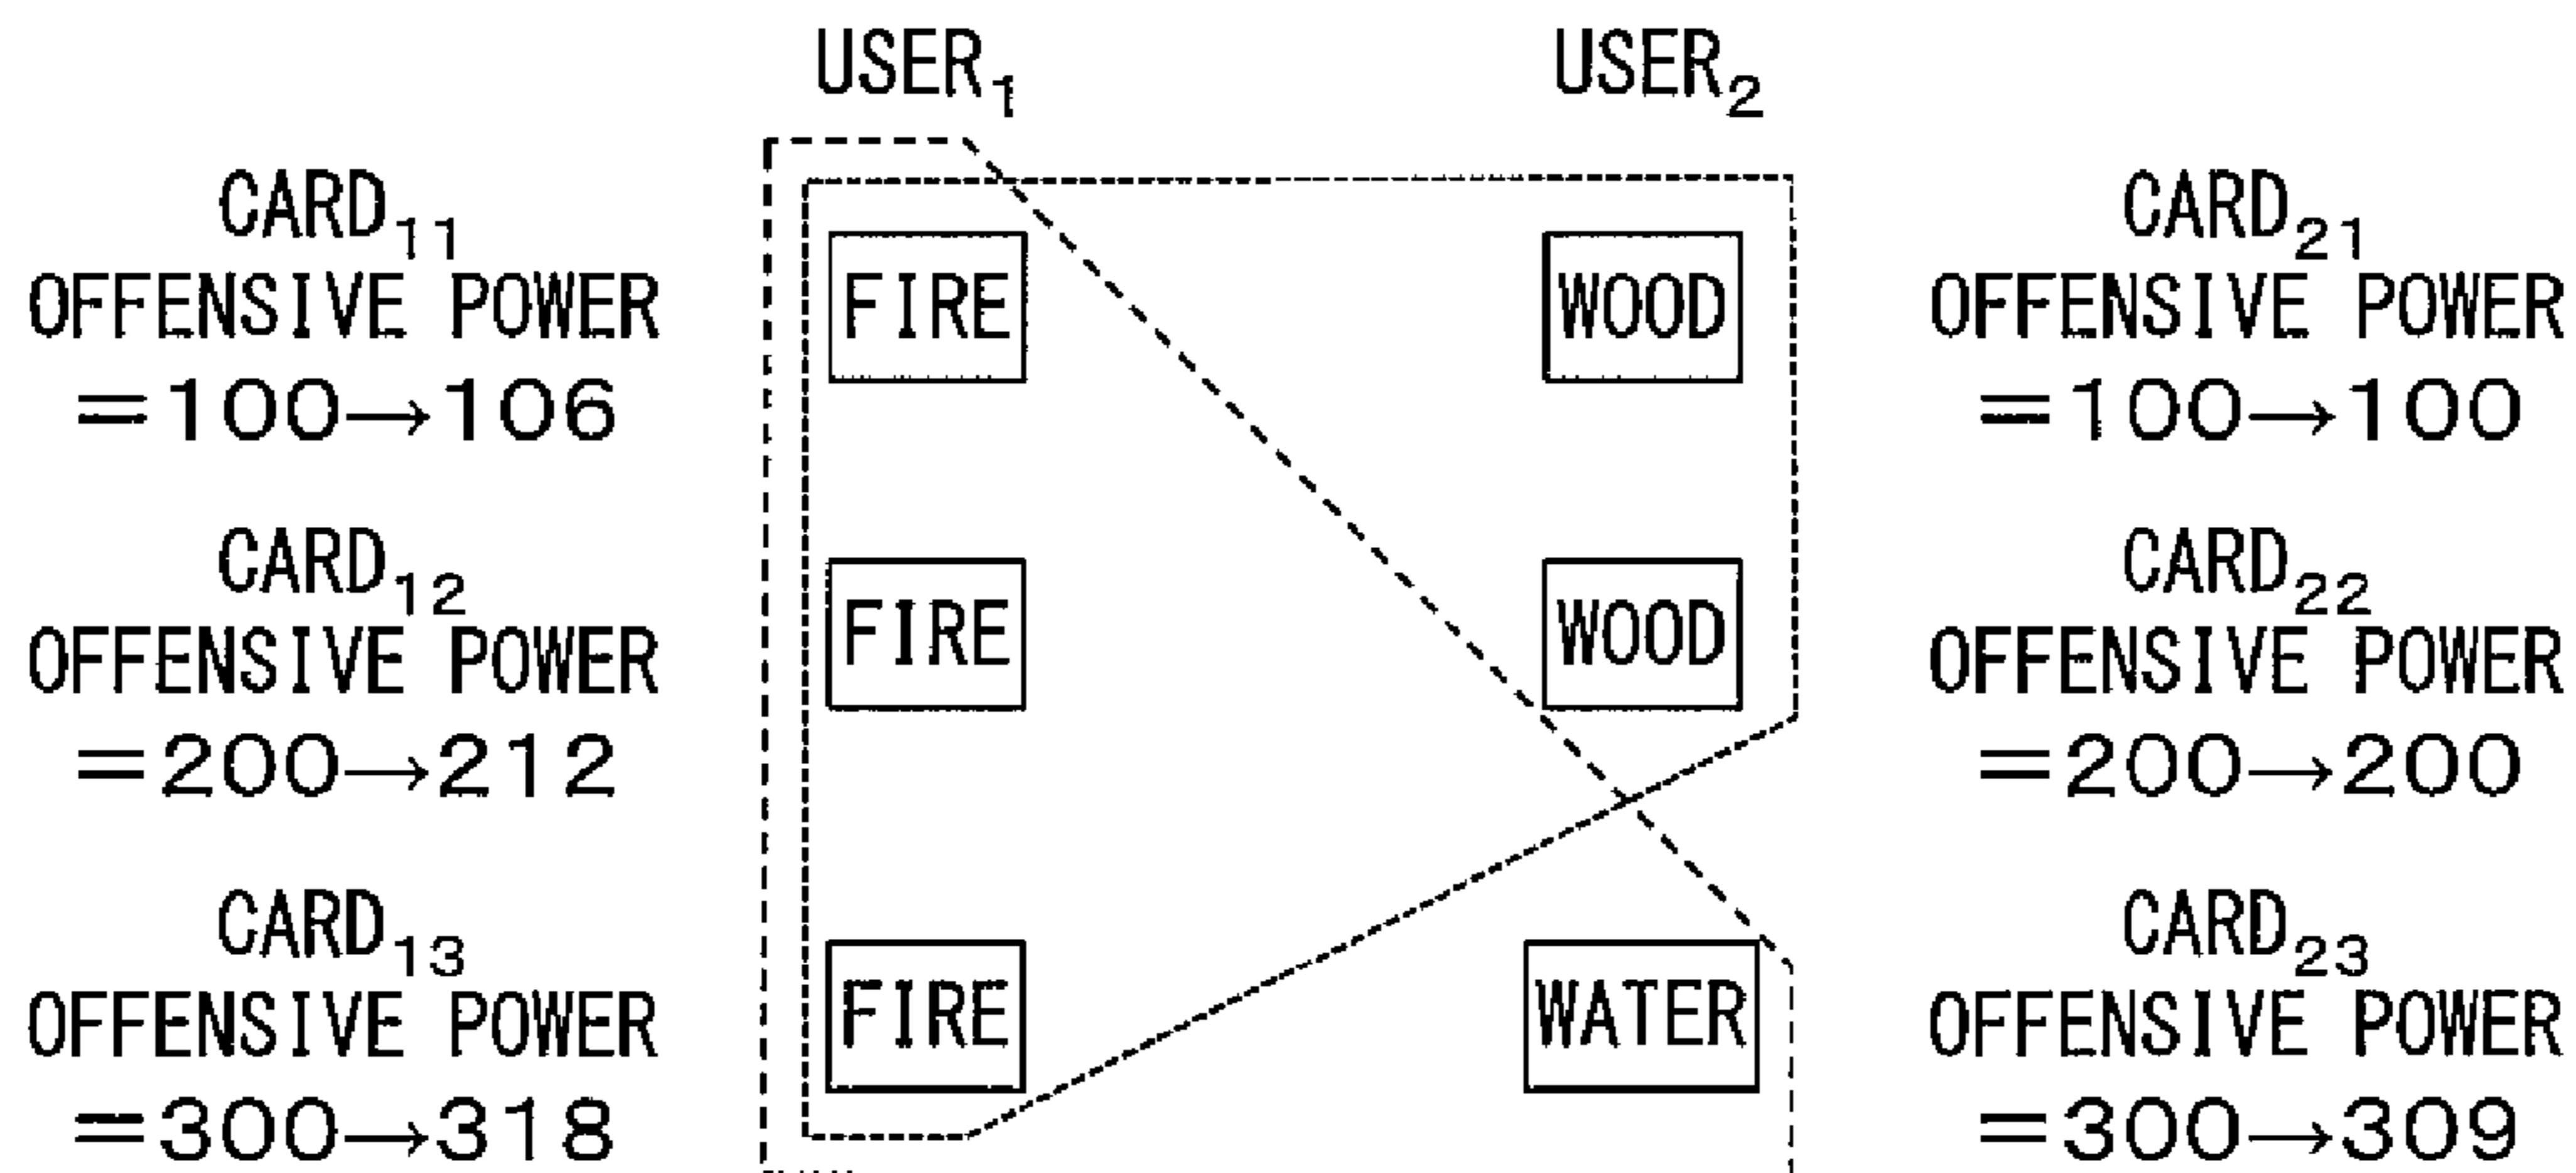 USER₁
USER₂
CARD₁₁
OFFENSIVE POWER
=100→106
FIRE
WOOD
CARD₂₁
OFFENSIVE POWER
=100→100
CARD₁₂
OFFENSIVE POWER
=200→212
FIRE
WOOD
CARD₂₂
OFFENSIVE POWER
=200→200
CARD₁₃
OFFENSIVE POWER
=300→318
FIRE
WATER
CARD₂₃
OFFENSIVE POWER
=300→309